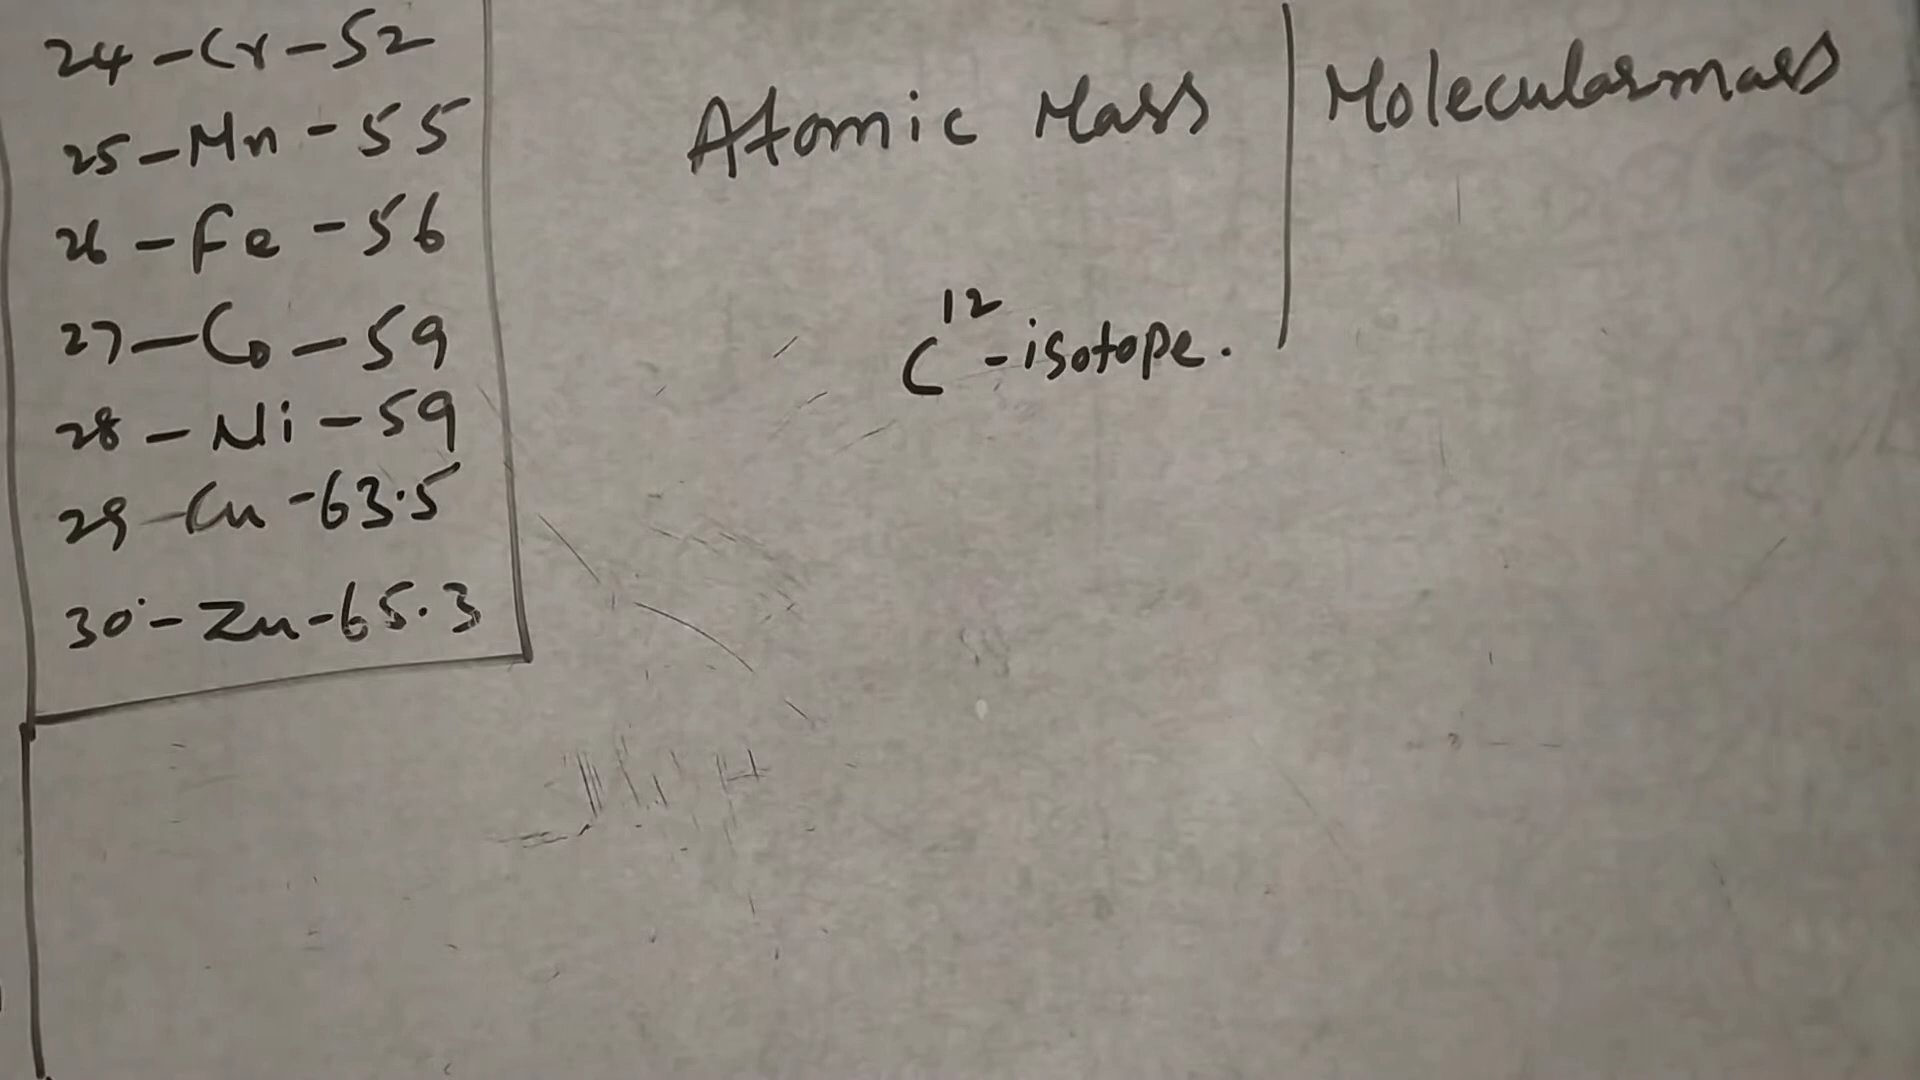 24 - Cr - 52
25 - Mn - 55
26 - Fe - 56
27 - Co - 59
28 - Ni - 59
29 - Cu - 63.5
30 - Zn - 65.3
Atomic Mass | Molecularmass
C¹² - isotope.